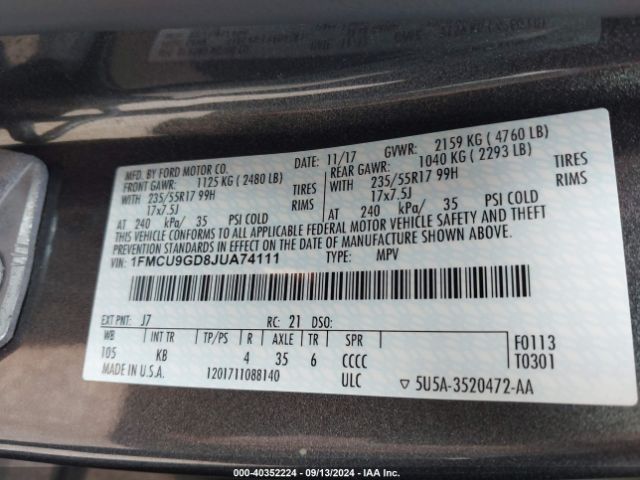 MFD. BY FORD MOTOR CO. DATE: 11/17 GVWR: 2159 KG ( 4760 LB)
FRONT GAWR: 1125 KG ( 2480 LB) REAR GAWR: 1040 KG ( 2293 LB)
WITH 235/55R17 99H TIRES WITH 235/55R17 99H TIRES
17x7.5J RIMS 17x7.5J RIMS
AT 240 kPa/ 35 PSI COLD AT 240 kPa/ 35 PSI COLD
THIS VEHICLE CONFORMS TO ALL APPLICABLE FEDERAL MOTOR VEHICLE SAFETY AND THEFT
PREVENTION STANDARDS IN EFFECT ON THE DATE OF MANUFACTURE SHOWN ABOVE.
VIN: 1FMCU9GD8JUA74111 TYPE: MPV
EXT PNT: J7 RC: 21 DSO:
WB INT TR TP/PS R AXLE TR SPR F0113
105 KB 4 35 6 CCCC T0301
MADE IN U.S.A. 1201711088140 ULC ▽ 5U5A-3520472-AA
000-40352224 - 09/13/2024 - IAA Inc.